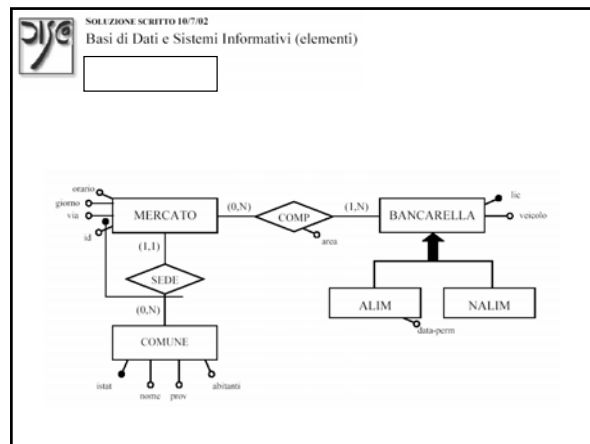 DISCo
SOLUZIONE SCRITTO 10/7/02
Basi di Dati e Sistemi Informativi (elementi)
orario
giorno
via
id
MERCATO
(0,N)
COMP
area
(1,N)
BANCARELLA
lic
veicolo
(1,1)
SEDE
(0,N)
ALIM
NALIM
data-perm
COMUNE
istat
nome
prov
abitanti